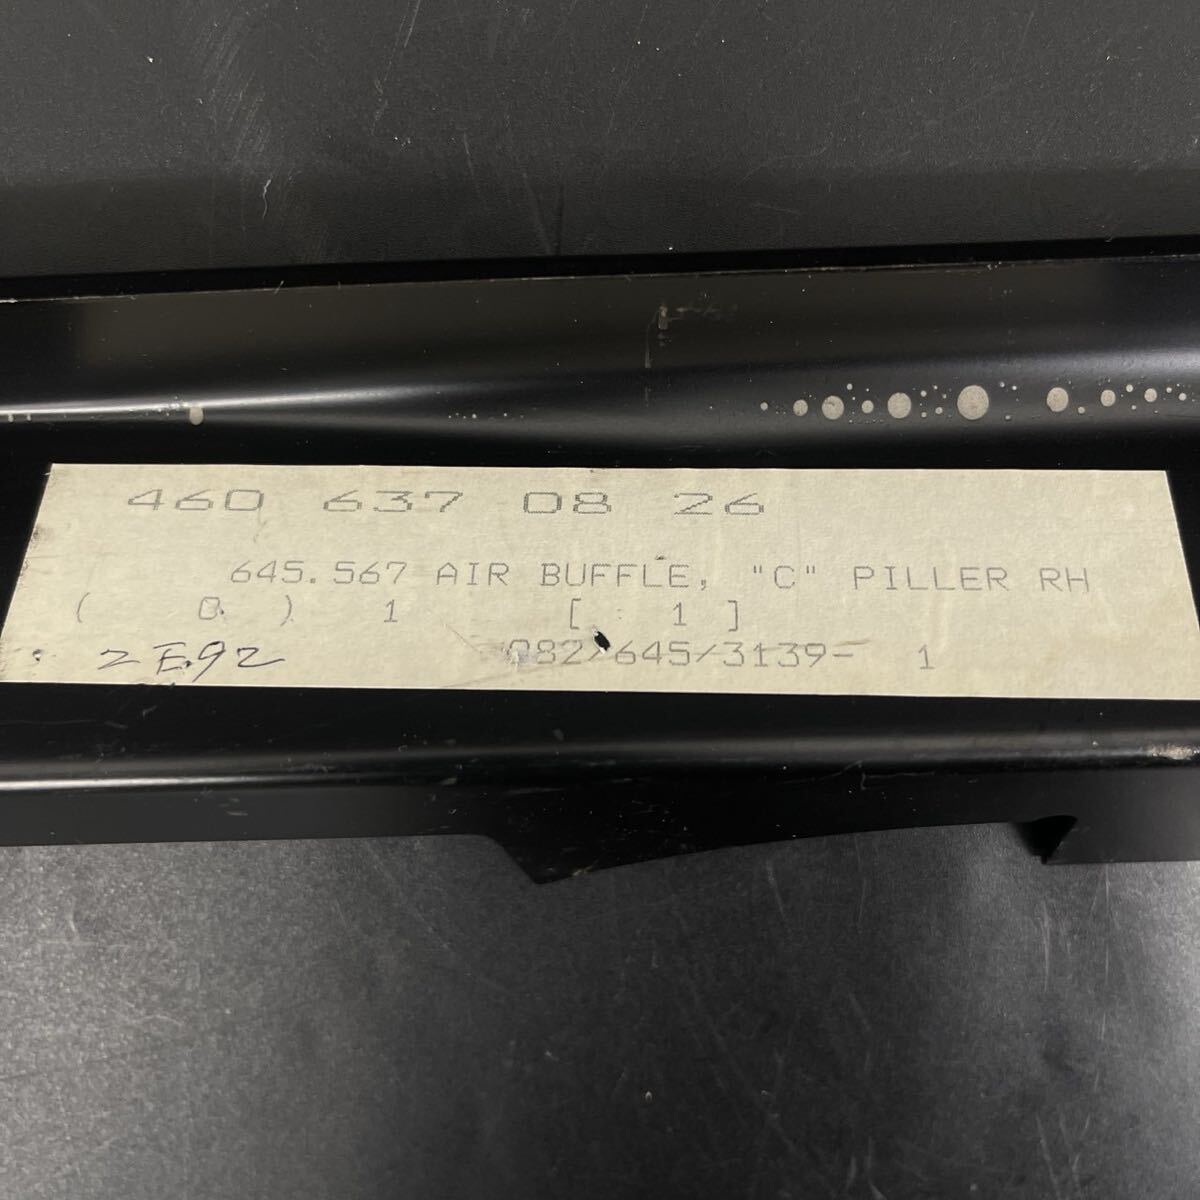 460 637 08 26
645.567 AIR BUFFLE, "C" PILLER RH
( 0 ) 1 [ 1 ]
2E92 082/645/3139- 1